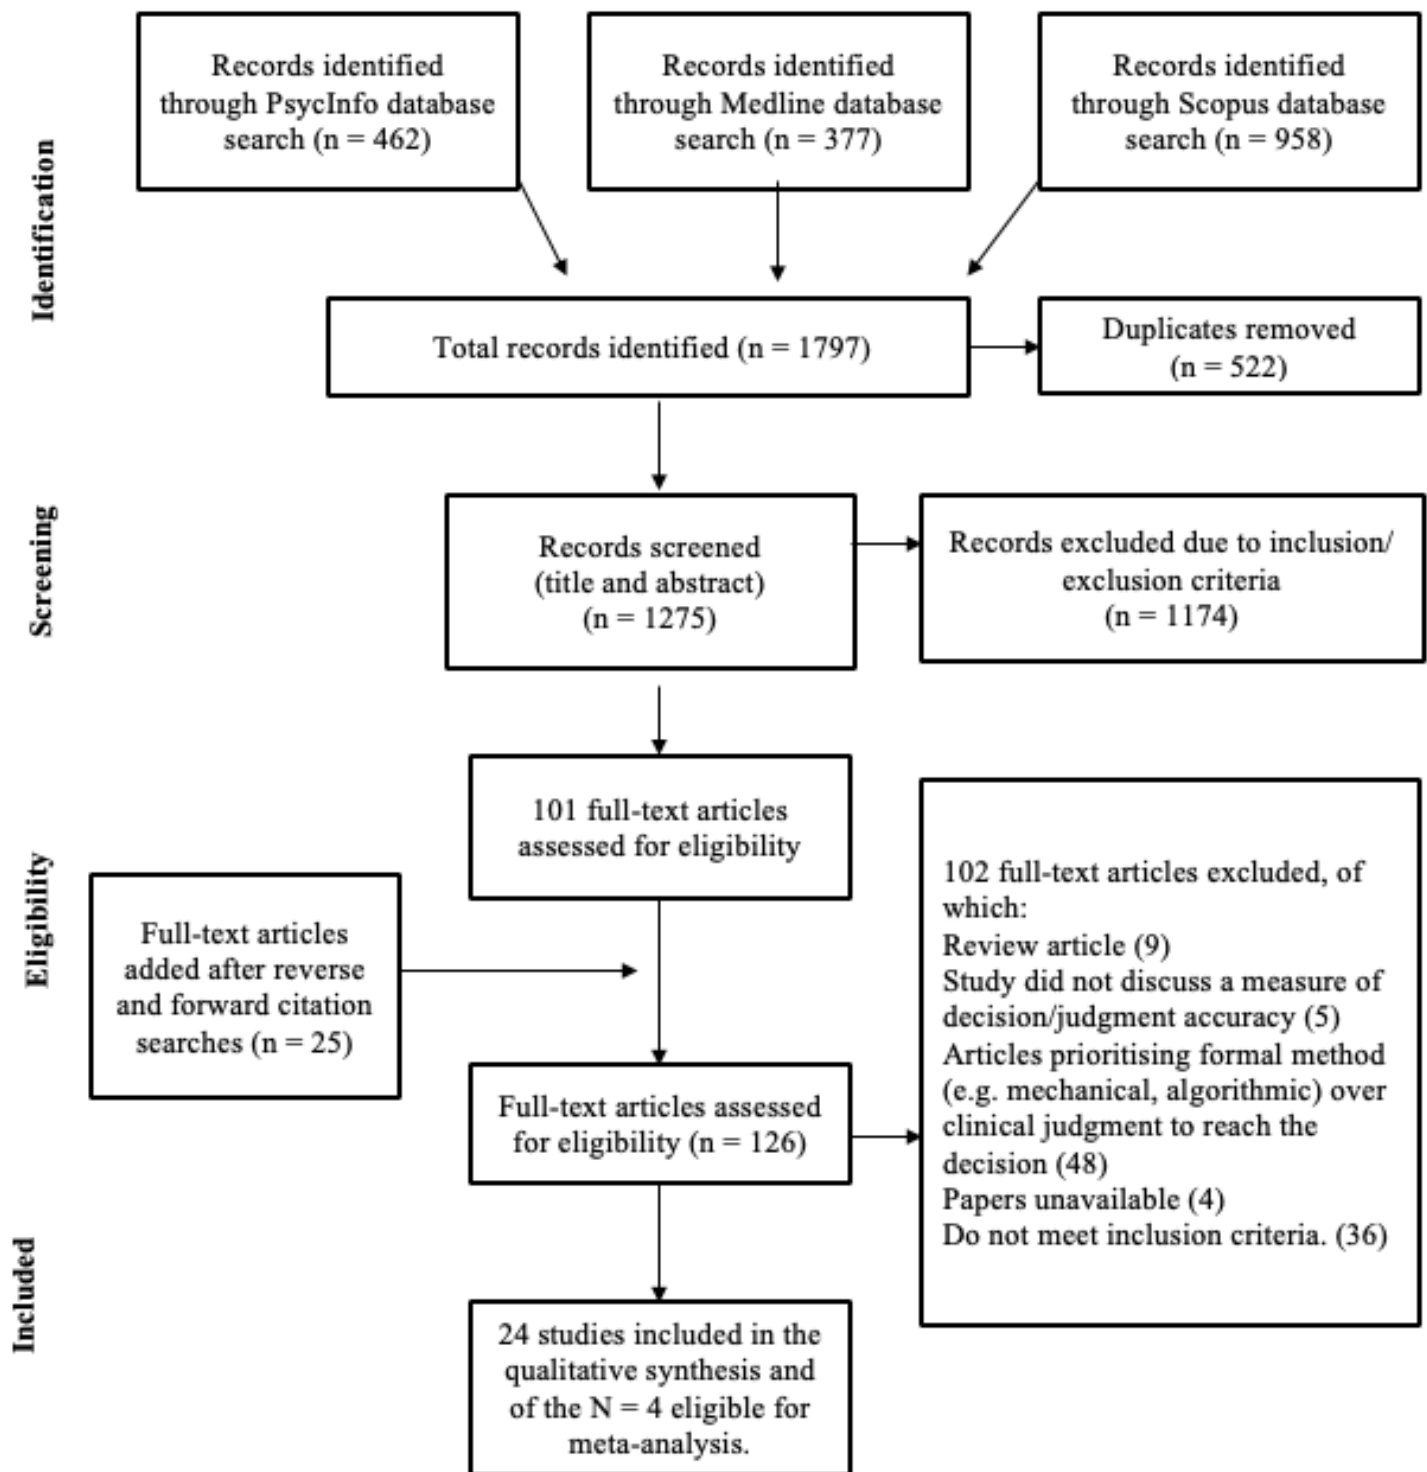 Identification
Records identified
through PsycInfo database
search (n = 462)
Records identified
through Medline database
search (n = 377)
Records identified
through Scopus database
search (n = 958)
Total records identified (n = 1797)
Duplicates removed
(n = 522)
Screening
Records screened
(title and abstract)
(n = 1275)
Records excluded due to inclusion/
exclusion criteria
(n = 1174)
Eligibility
101 full-text articles
assessed for eligibility
Full-text articles
added after reverse
and forward citation
searches (n = 25)
Full-text articles assessed
for eligibility (n = 126)
102 full-text articles excluded, of
which:
Review article (9)
Study did not discuss a measure of
decision/judgment accuracy (5)
Articles prioritising formal method
(e.g. mechanical, algorithmic) over
clinical judgment to reach the
decision (48)
Papers unavailable (4)
Do not meet inclusion criteria. (36)
Included
24 studies included in the
qualitative synthesis and
of the N = 4 eligible for
meta-analysis.